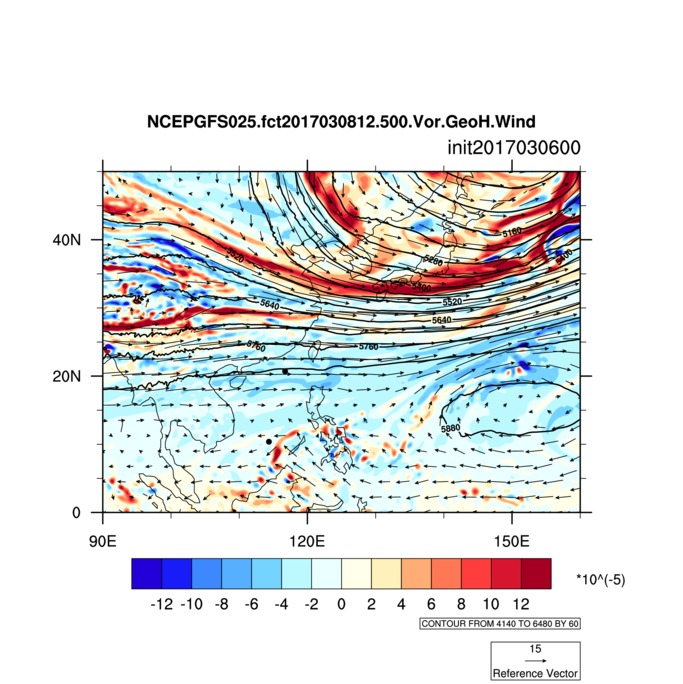 NCEPGFS025.fct2017030812.500.Vor.GeoH.Wind
init2017030600
40N
20N
0
90E 120E 150E
5160
5280
5400
5520
5400
5520
5640
5640
5760
5760
5880
-12 -10 -8 -6 -4 -2 0 2 4 6 8 10 12
*10^(-5)
CONTOUR FROM 4140 TO 6480 BY 60
15
Reference Vector